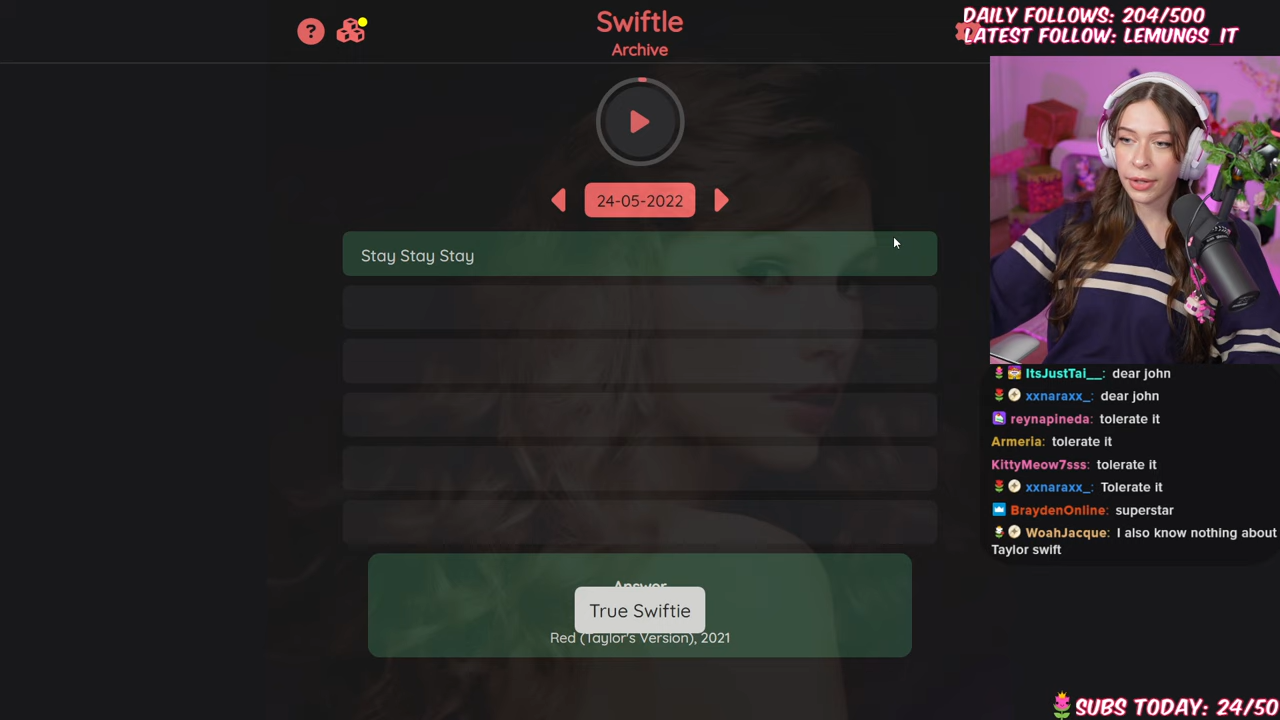 Swiftle
Archive
DAILY FOLLOWS: 204/500
LATEST FOLLOW: LEMUNGS_IT
24-05-2022
Stay Stay Stay
Answer
True Swiftie
Red (Taylor's Version), 2021
ItsJustTai__: dear john
xxnaraxx_: dear john
reynapineda: tolerate it
Armeria: tolerate it
KittyMeow7sss: tolerate it
xxnaraxx_: Tolerate it
BraydenOnline: superstar
WoahJacque: I also know nothing about
Taylor swift
SUBS TODAY: 24/50